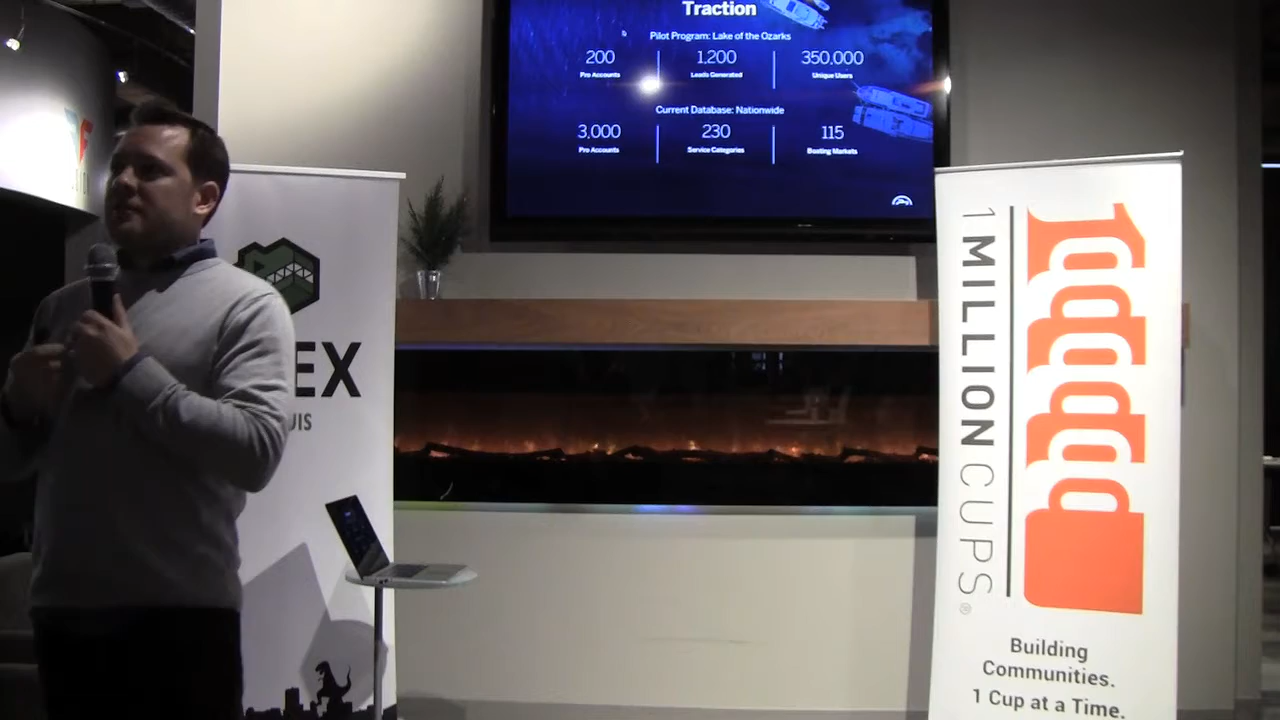 Traction
Pilot Program: Lake of the Ozarks
200
1,200
350,000
Pro Accounts
Leads Generated
Unique Users
Current Database: Nationwide
3,000
230
115
Pro Accounts
Service Categories
Boating Markets
EX
UIS
1 MILLION CUPS®
Building
Communities.
1 Cup at a Time.